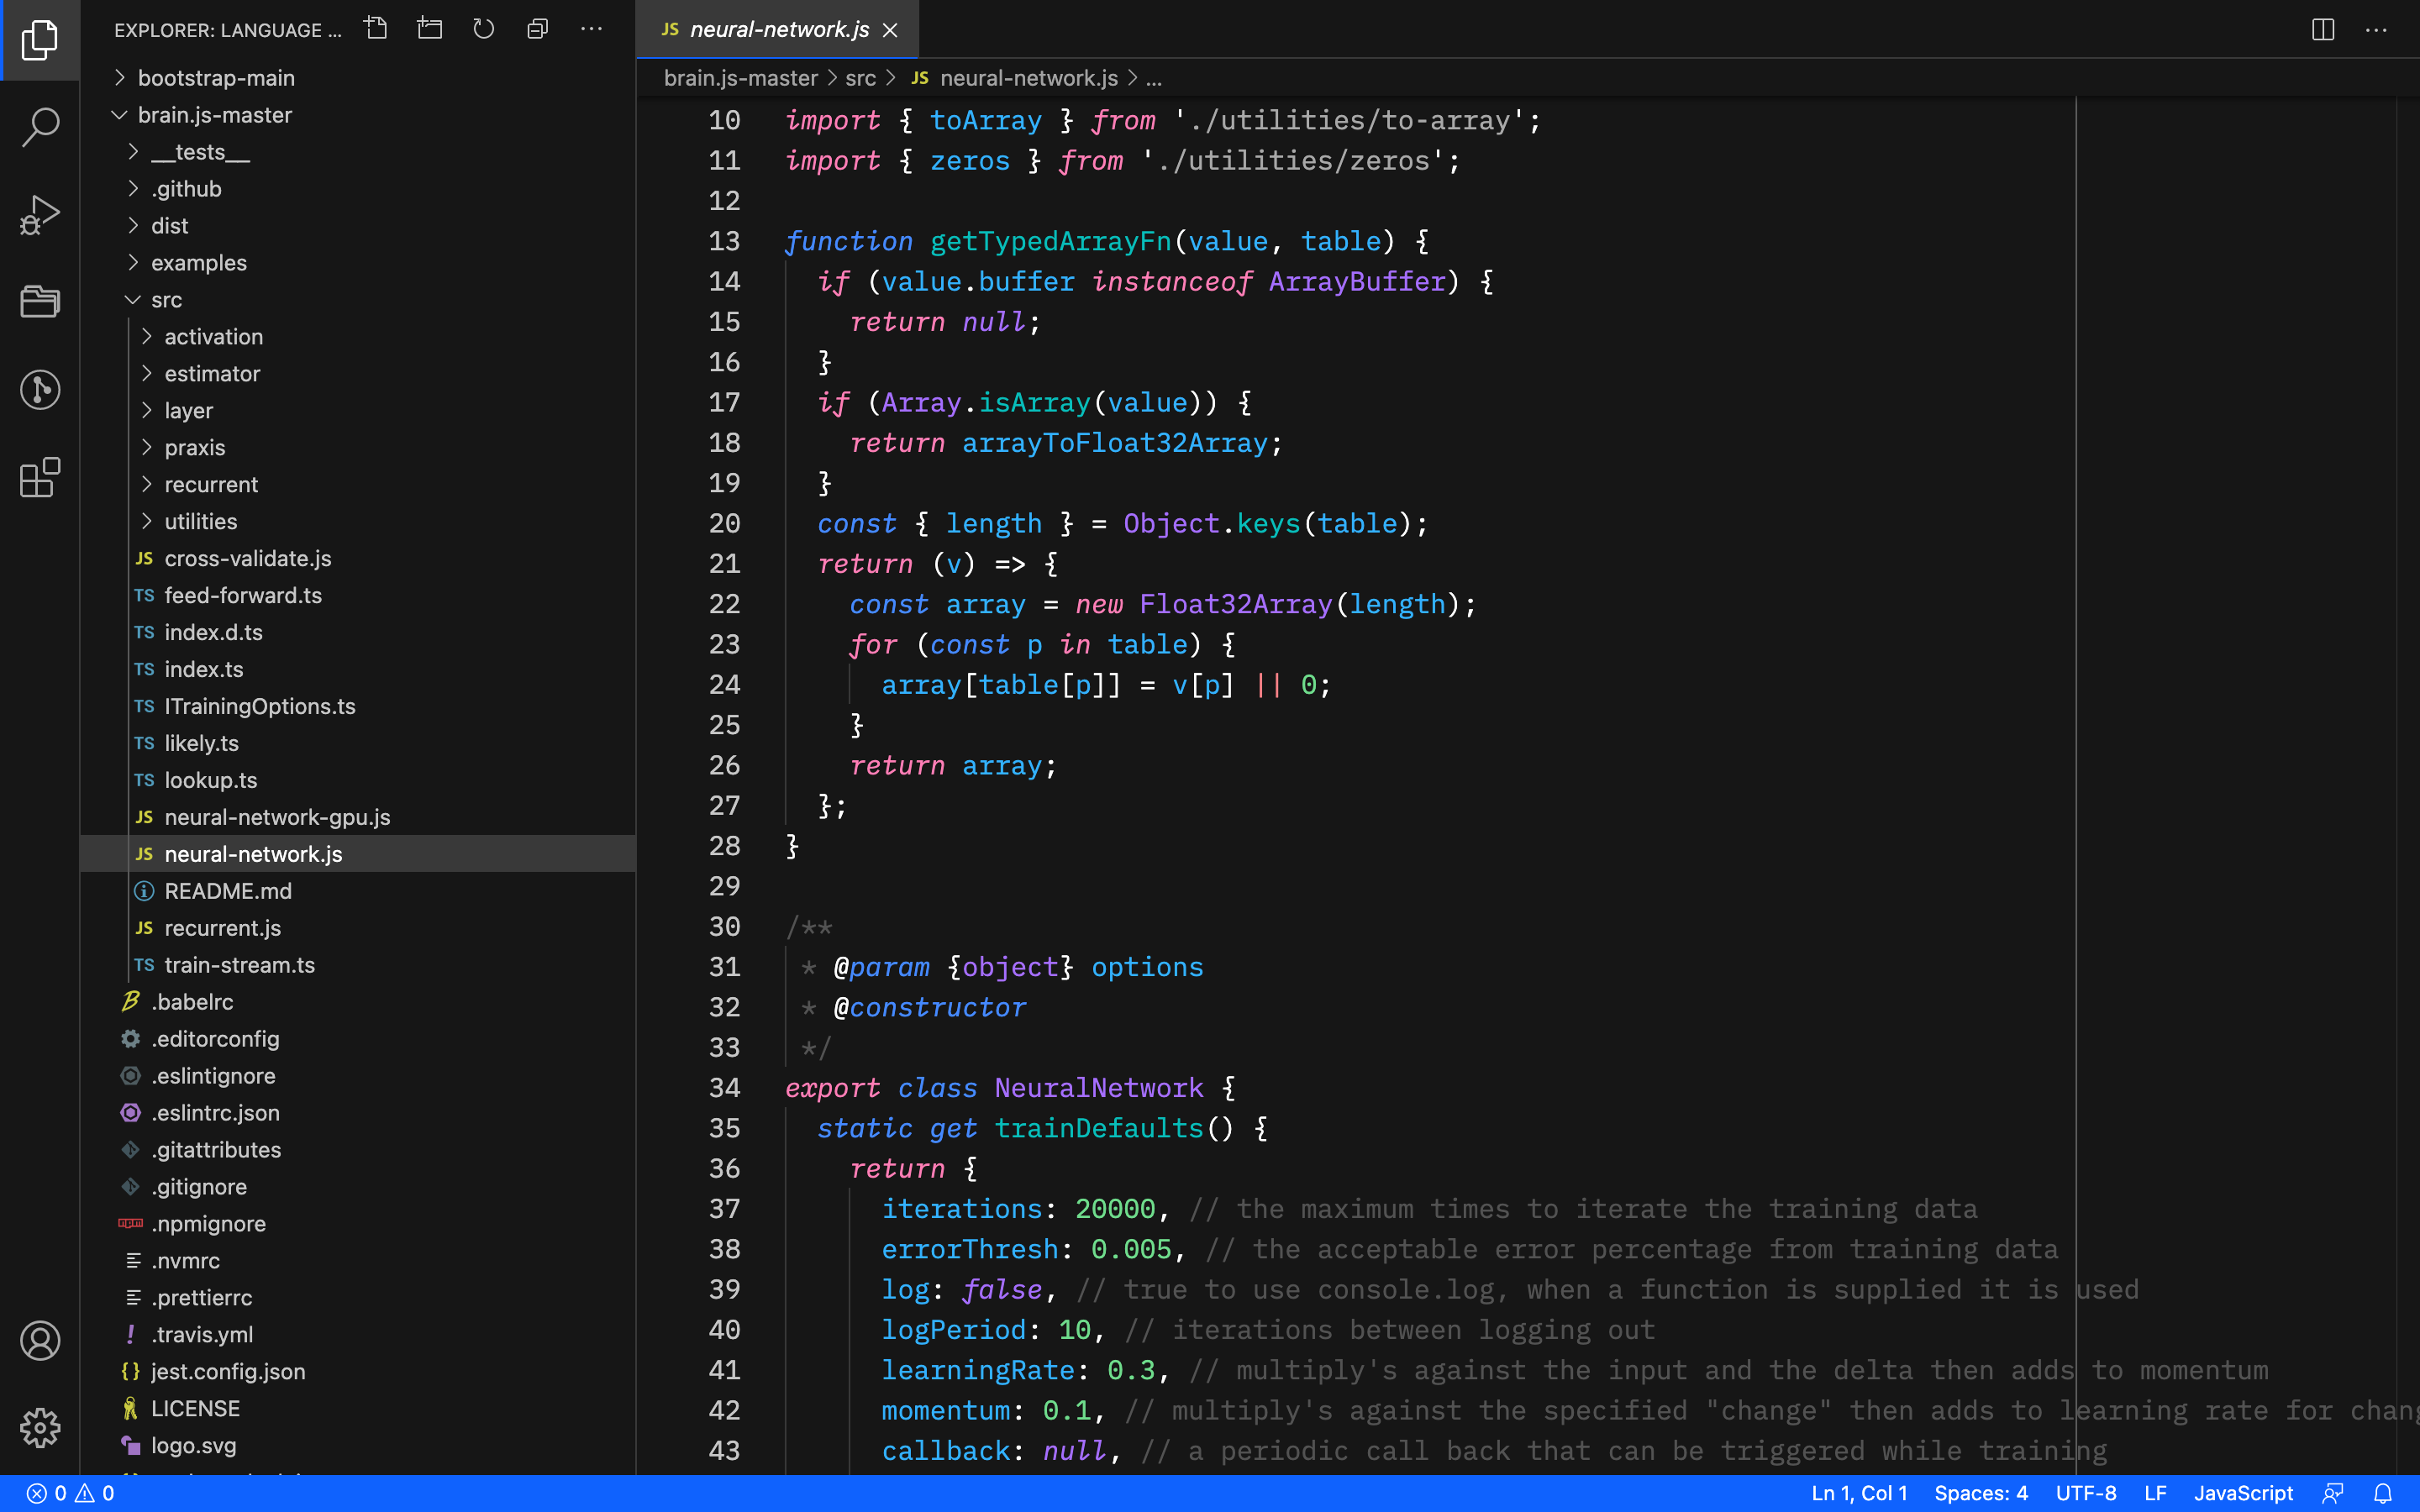 EXPLORER: LANGUAGE ...
bootstrap-main
brain.js-master
__tests__
.github
dist
examples
src
activation
estimator
layer
praxis
recurrent
utilities
JS cross-validate.js
TS feed-forward.ts
TS index.d.ts
TS index.ts
TS ITrainingOptions.ts
TS likely.ts
TS lookup.ts
JS neural-network-gpu.js
JS neural-network.js
README.md
JS recurrent.js
TS train-stream.ts
.babelrc
.editorconfig
.eslintignore
.eslintrc.json
.gitattributes
.gitignore
.npmignore
.nvmrc
.prettierrc
.travis.yml
jest.config.json
LICENSE
logo.svg
JS neural-network.js
brain.js-master > src > JS neural-network.js > ...
10 import { toArray } from './utilities/to-array';
11 import { zeros } from './utilities/zeros';
12
13 function getTypedArrayFn(value, table) {
14   if (value.buffer instanceof ArrayBuffer) {
15     return null;
16   }
17   if (Array.isArray(value)) {
18     return arrayToFloat32Array;
19   }
20   const { length } = Object.keys(table);
21   return (v) => {
22     const array = new Float32Array(length);
23     for (const p in table) {
24       array[table[p]] = v[p] || 0;
25     }
26     return array;
27   };
28 }
29
30 /**
31  * @param {object} options
32  * @constructor
33  */
34 export class NeuralNetwork {
35   static get trainDefaults() {
36     return {
37       iterations: 20000, // the maximum times to iterate the training data
38       errorThresh: 0.005, // the acceptable error percentage from training data
39       log: false, // true to use console.log, when a function is supplied it is used
40       logPeriod: 10, // iterations between logging out
41       learningRate: 0.3, // multiply's against the input and the delta then adds to momentum
42       momentum: 0.1, // multiply's against the specified "change" then adds to learning rate for
43       callback: null, // a periodic call back that can be triggered while training
0 0
Ln 1, Col 1 Spaces: 4 UTF-8 LF JavaScript